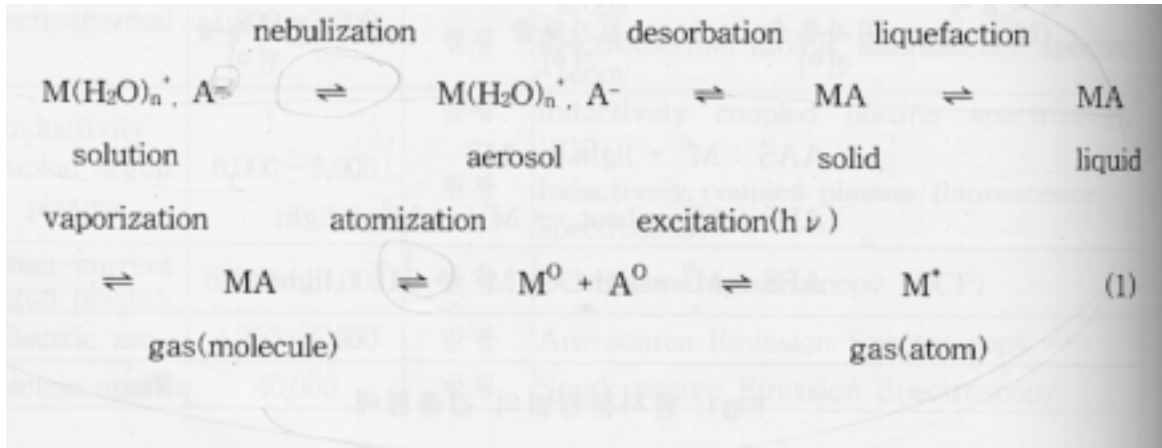 nebulization desorbation liquefaction
M(H₂O)ₙ⁺, A⁻ ⇌ M(H₂O)ₙ⁺, A⁻ ⇌ MA ⇌ MA
solution aerosol solid liquid
vaporization atomization excitation(hν)
⇌ MA ⇌ M⁰ + A⁰ ⇌ M* (1)
gas(molecule) gas(atom)